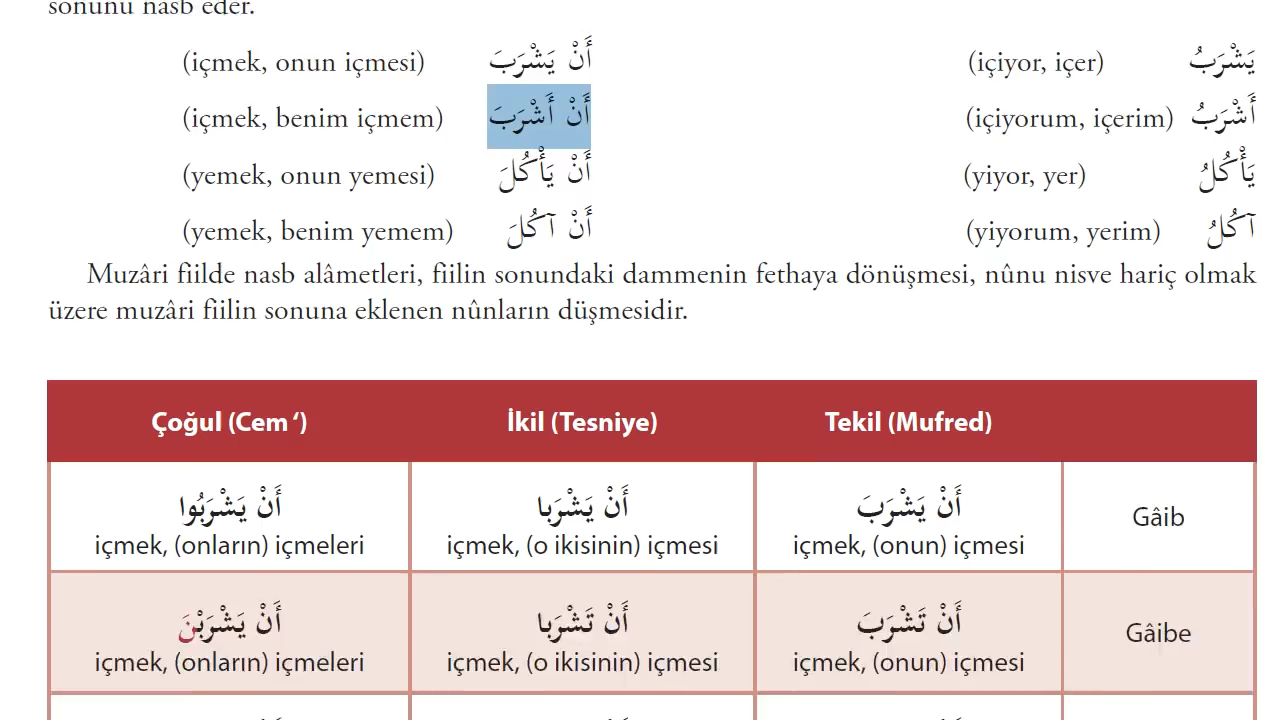 sonunu nasb eder.
(içmek, onun içmesi) أَنْ يَشْرَبَ (içiyor, içer) يَشْرَبُ
(içmek, benim içmem) أَنْ أَشْرَبَ (içiyorum, içerim) أَشْرَبُ
(yemek, onun yemesi) أَنْ يَأْكُلَ (yiyor, yer) يَأْكُلُ
(yemek, benim yemem) أَنْ آكُلَ (yiyorum, yerim) آكُلُ
Muzâri fiilde nasb alâmetleri, fiilin sonundaki dammenin fethaya dönüşmesi, nûnu nisve hariç olmak
üzere muzâri fiilin sonuna eklenen nûnların düşmesidir.
Çoğul (Cem ‘) İkil (Tesniye) Tekil (Mufred)
أَنْ يَشْرَبُوا أَنْ يَشْرَبا أَنْ يَشْرَبَ
içmek, (onların) içmeleri içmek, (o ikisinin) içmesi içmek, (onun) içmesi
Gâib
أَنْ يَشْرَبْنَ أَنْ تَشْرَبا أَنْ تَشْرَبَ
içmek, (onların) içmeleri içmek, (o ikisinin) içmesi içmek, (onun) içmesi
Gâibe